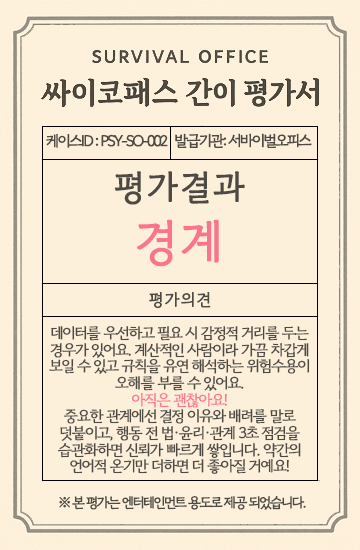 SURVIVAL OFFICE
싸이코패스 간이 평가서
케이스ID : PSY-SO-002 발급기관: 서바이벌오피스
평가결과
경계
평가의견
데이터를 우선하고 필요 시 감정적 거리를 두는
경우가 있어요. 계산적인 사람이라 가끔 차갑게
보일 수 있고 규칙을 유연 해석하는 위험수용이
오해를 부를 수 있어요.
아직은 괜찮아요!
중요한 관계에선 결정 이유와 배려를 말로
덧붙이고, 행동 전 법·윤리·관계 3초 점검을
습관화하면 신뢰가 빠르게 쌓입니다. 약간의
언어적 온기만 더하면 더 좋아질 거예요!
※ 본 평가는 엔터테인먼트 용도로 제공 되었습니다.